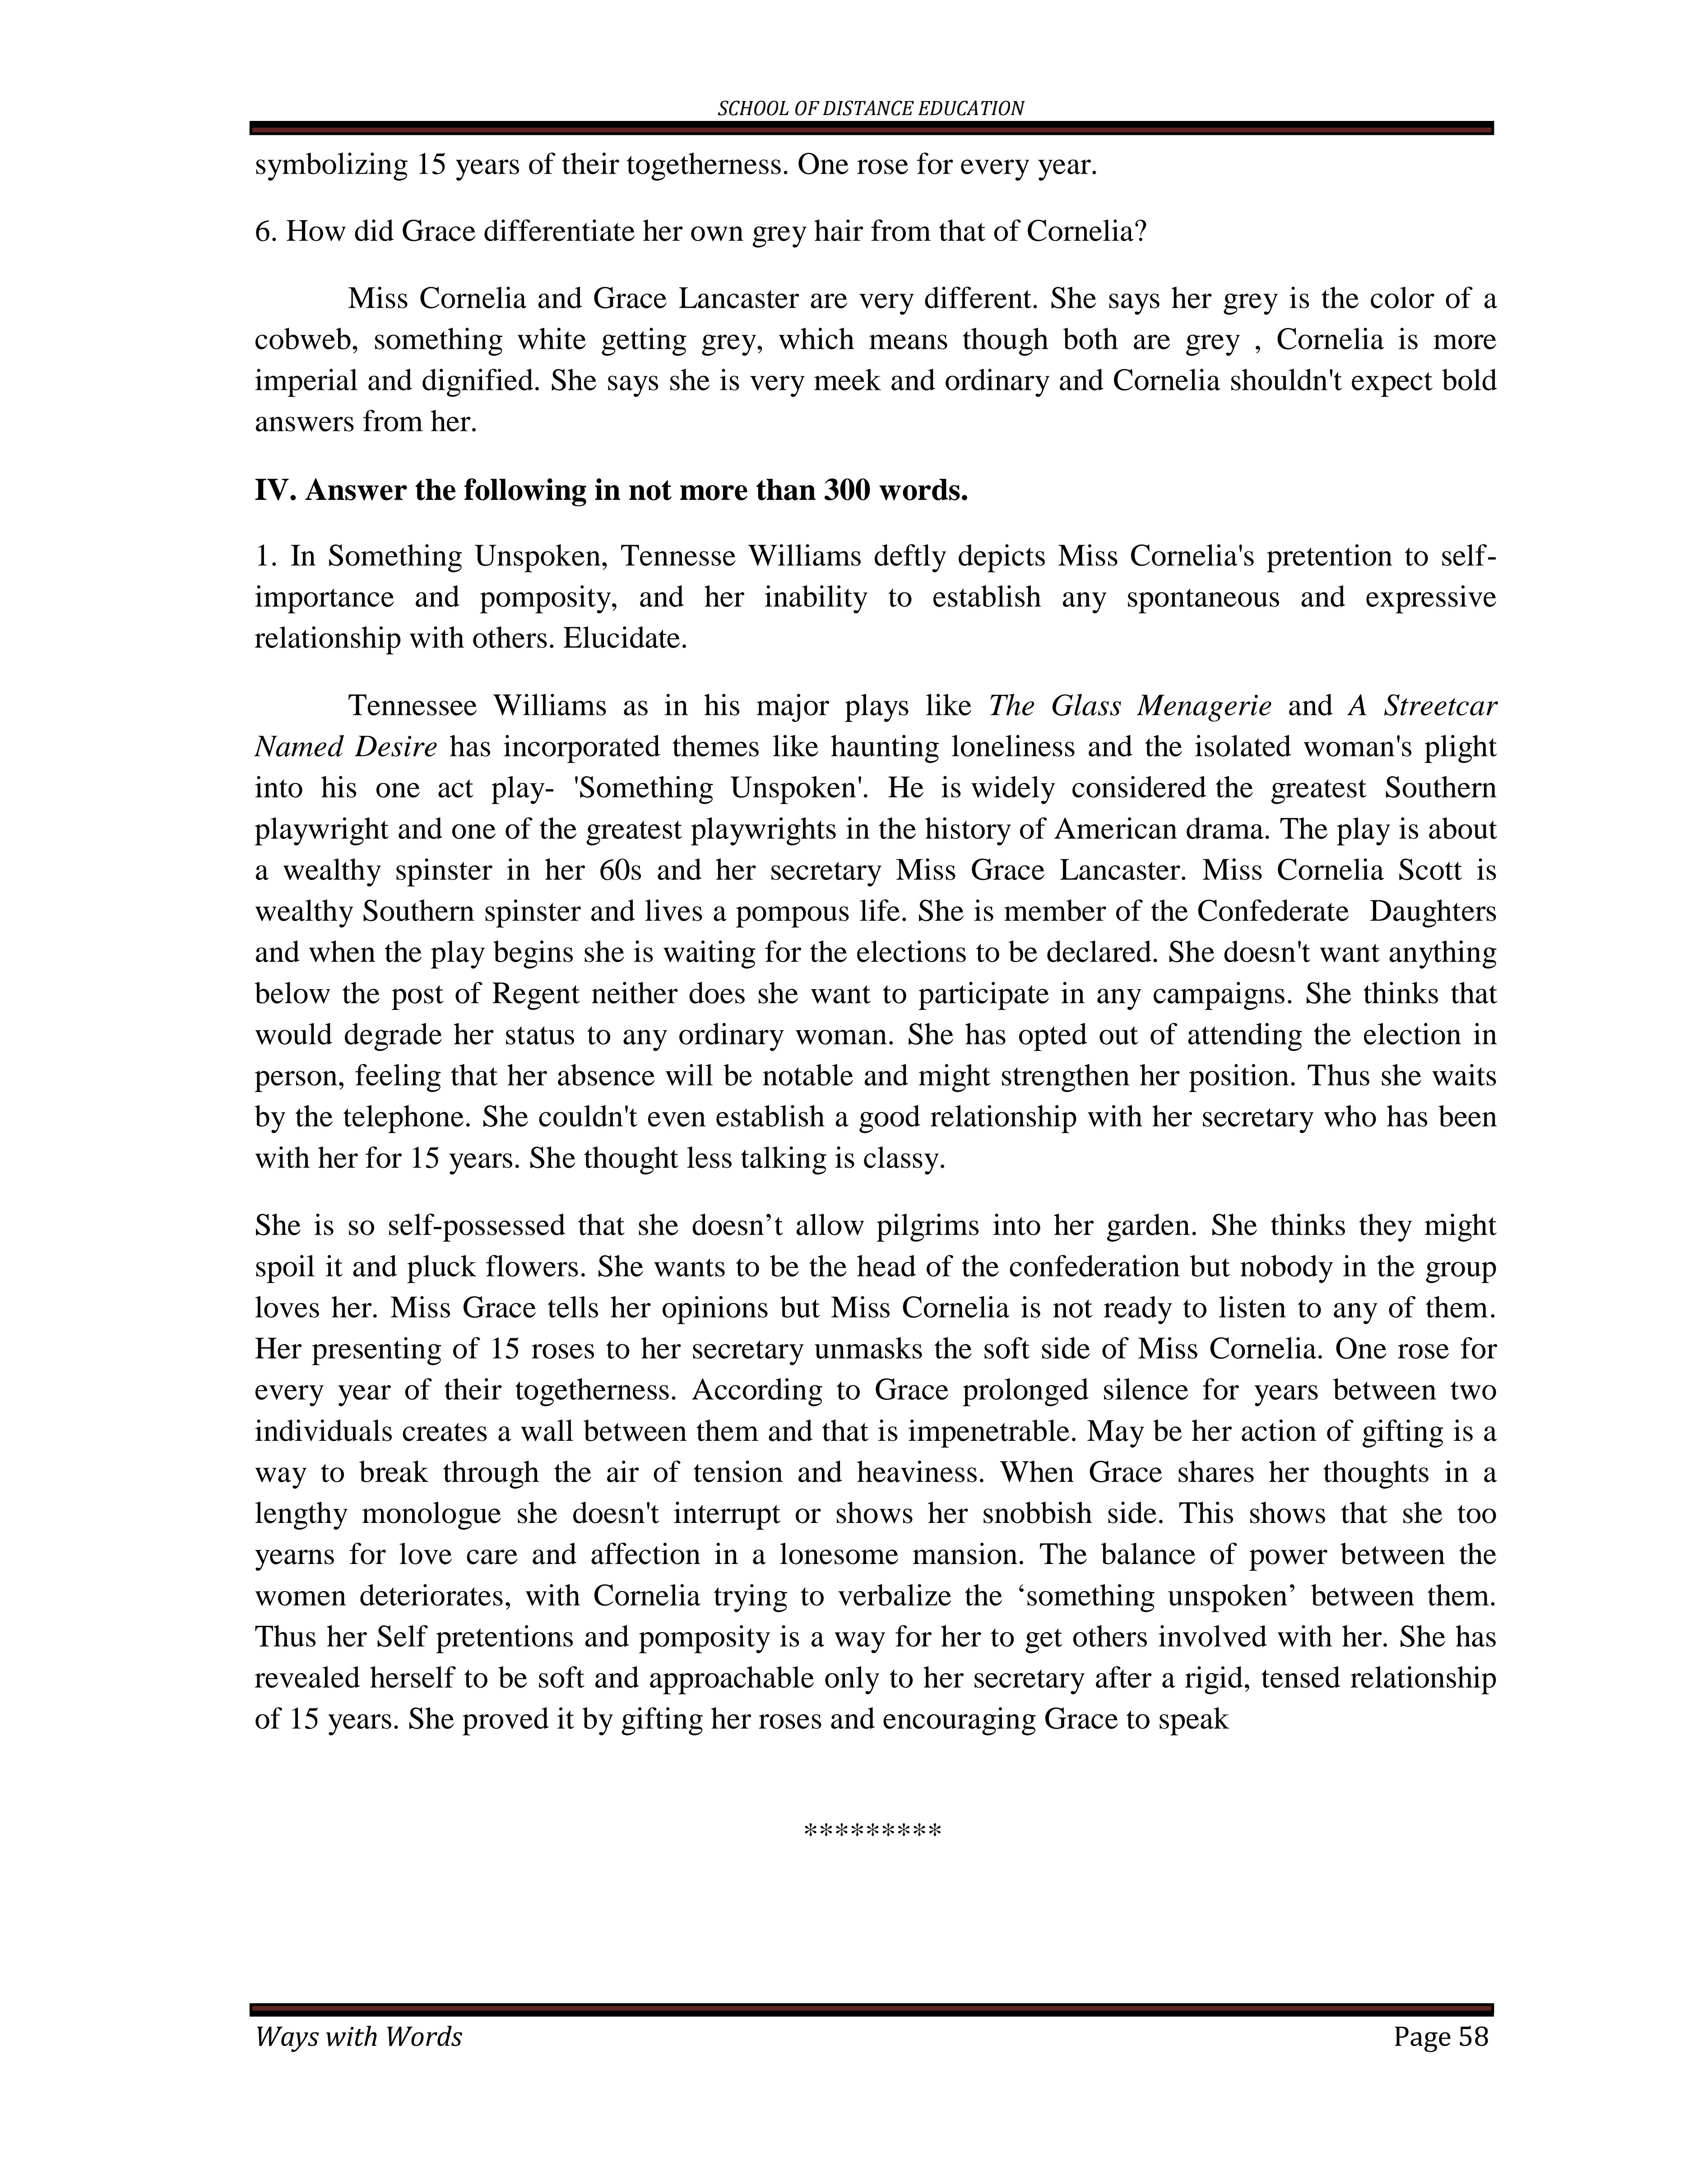 SCHOOL OF DISTANCE EDUCATION
symbolizing 15 years of their togetherness. One rose for every year.
6. How did Grace differentiate her own grey hair from that of Cornelia?
Miss Cornelia and Grace Lancaster are very different. She says her grey is the color of a
cobweb, something white getting grey, which means though both are grey , Cornelia is more
imperial and dignified. She says she is very meek and ordinary and Cornelia shouldn't expect bold
answers from her.
IV. Answer the following in not more than 300 words.
1. In Something Unspoken, Tennesse Williams deftly depicts Miss Cornelia's pretention to self-
importance and pomposity, and her inability to establish any spontaneous and expressive
relationship with others. Elucidate.
Tennessee Williams as in his major plays like The Glass Menagerie and A Streetcar
Named Desire has incorporated themes like haunting loneliness and the isolated woman's plight
into his one act play- 'Something Unspoken'. He is widely considered the greatest Southern
playwright and one of the greatest playwrights in the history of American drama. The play is about
a wealthy spinster in her 60s and her secretary Miss Grace Lancaster. Miss Cornelia Scott is
wealthy Southern spinster and lives a pompous life. She is member of the Confederate Daughters
and when the play begins she is waiting for the elections to be declared. She doesn't want anything
below the post of Regent neither does she want to participate in any campaigns. She thinks that
would degrade her status to any ordinary woman. She has opted out of attending the election in
person, feeling that her absence will be notable and might strengthen her position. Thus she waits
by the telephone. She couldn't even establish a good relationship with her secretary who has been
with her for 15 years. She thought less talking is classy.
She is so self-possessed that she doesn’t allow pilgrims into her garden. She thinks they might
spoil it and pluck flowers. She wants to be the head of the confederation but nobody in the group
loves her. Miss Grace tells her opinions but Miss Cornelia is not ready to listen to any of them.
Her presenting of 15 roses to her secretary unmasks the soft side of Miss Cornelia. One rose for
every year of their togetherness. According to Grace prolonged silence for years between two
individuals creates a wall between them and that is impenetrable. May be her action of gifting is a
way to break through the air of tension and heaviness. When Grace shares her thoughts in a
lengthy monologue she doesn't interrupt or shows her snobbish side. This shows that she too
yearns for love care and affection in a lonesome mansion. The balance of power between the
women deteriorates, with Cornelia trying to verbalize the ‘something unspoken’ between them.
Thus her Self pretentions and pomposity is a way for her to get others involved with her. She has
revealed herself to be soft and approachable only to her secretary after a rigid, tensed relationship
of 15 years. She proved it by gifting her roses and encouraging Grace to speak
*********
Ways with Words Page 58